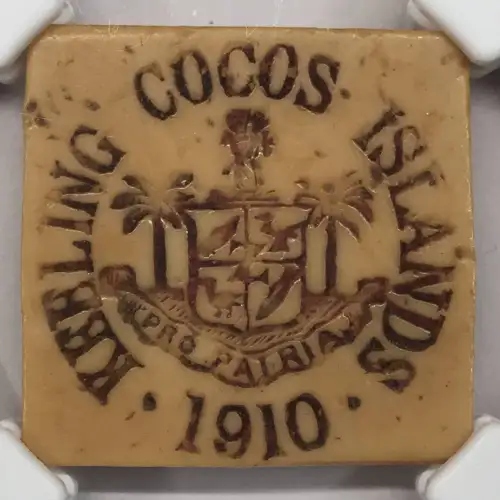 KEELING COCOS ISLANDS
PRO PATRIA
· 1910 ·